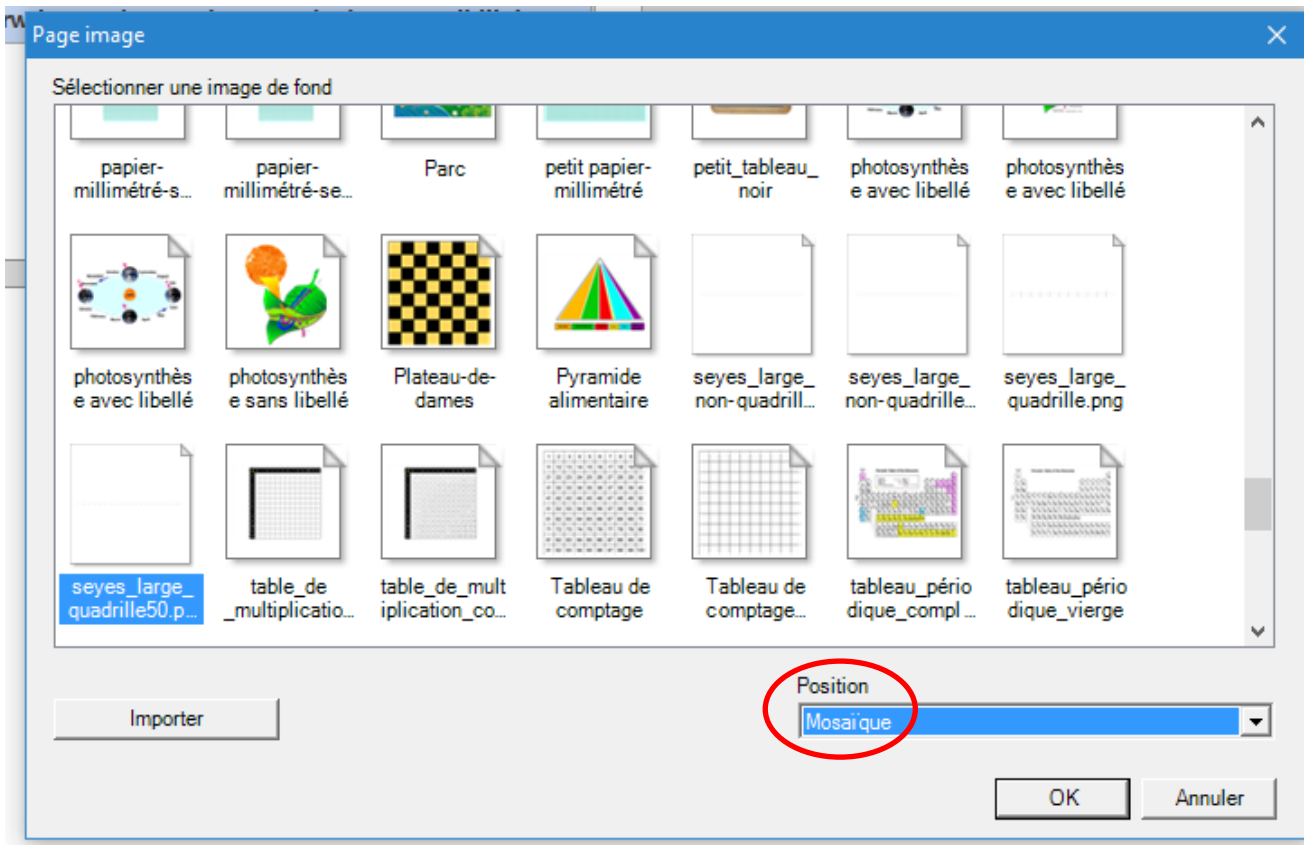 Page image
Sélectionner une image de fond
papier-
millimétré-s...
papier-
millimétré-se...
Parc
petit papier-
millimétré
petit_tableau_
noir
photosynthès
e avec libellé
photosynthès
e avec libellé
photosynthès
e avec libellé
photosynthès
e sans libellé
Plateau-de-
dames
Pyramide
alimentaire
seyes_large_
non-quadrill...
seyes_large_
non-quadrille...
seyes_large_
quadrille.png
seyes_large_
quadrille50.p...
table_de
_multiplicatio...
table_de_mult
iplication_co...
Tableau de
comptage
Tableau de
comptage...
tableau_pério
dique_compl...
tableau_pério
dique_vierge
Position
Importer
Mosaïque
OK
Annuler